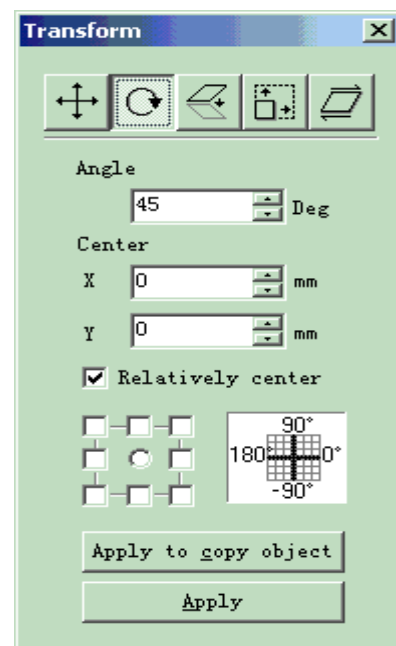 Transform
Angle
45 Deg
Center
X 0 mm
Y 0 mm
Relatively center
90°
180° 0°
-90°
Apply to copy object
Apply